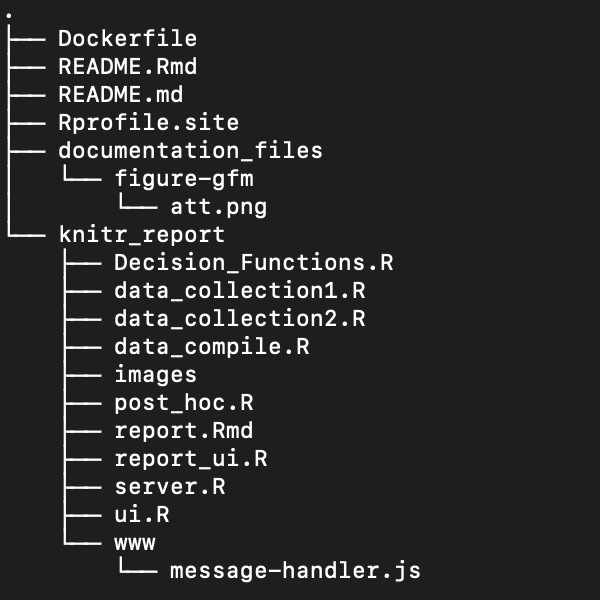 .
├── Dockerfile
├── README.Rmd
├── README.md
├── Rprofile.site
├── documentation_files
│   └── figure-gfm
│       └── att.png
└── knitr_report
    ├── Decision_Functions.R
    ├── data_collection1.R
    ├── data_collection2.R
    ├── data_compile.R
    ├── images
    ├── post_hoc.R
    ├── report.Rmd
    ├── report_ui.R
    ├── server.R
    ├── ui.R
    └── www
        └── message-handler.js